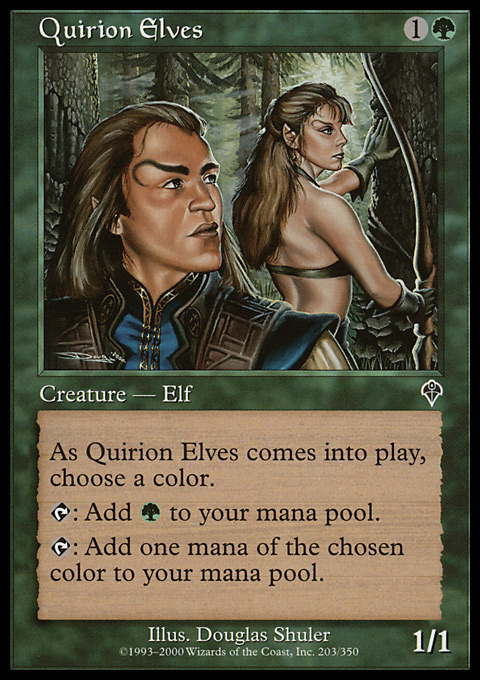 Quirion Elves 1
Creature — Elf
As Quirion Elves comes into play,
choose a color.
: Add to your mana pool.
: Add one mana of the chosen
color to your mana pool.
Illus. Douglas Shuler
©1993–2000 Wizards of the Coast, Inc. 203/350
1/1